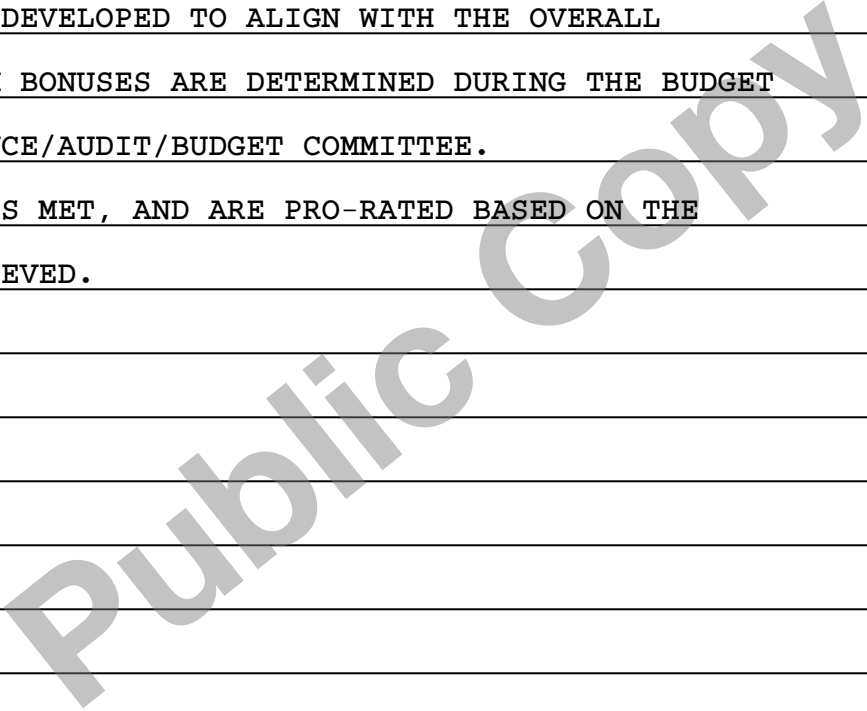 DEVELOPED TO ALIGN WITH THE OVERALL
BONUSES ARE DETERMINED DURING THE BUDGET
CE/AUDIT/BUDGET COMMITTEE.
S MET, AND ARE PRO-RATED BASED ON THE
EVED.
Public Copy